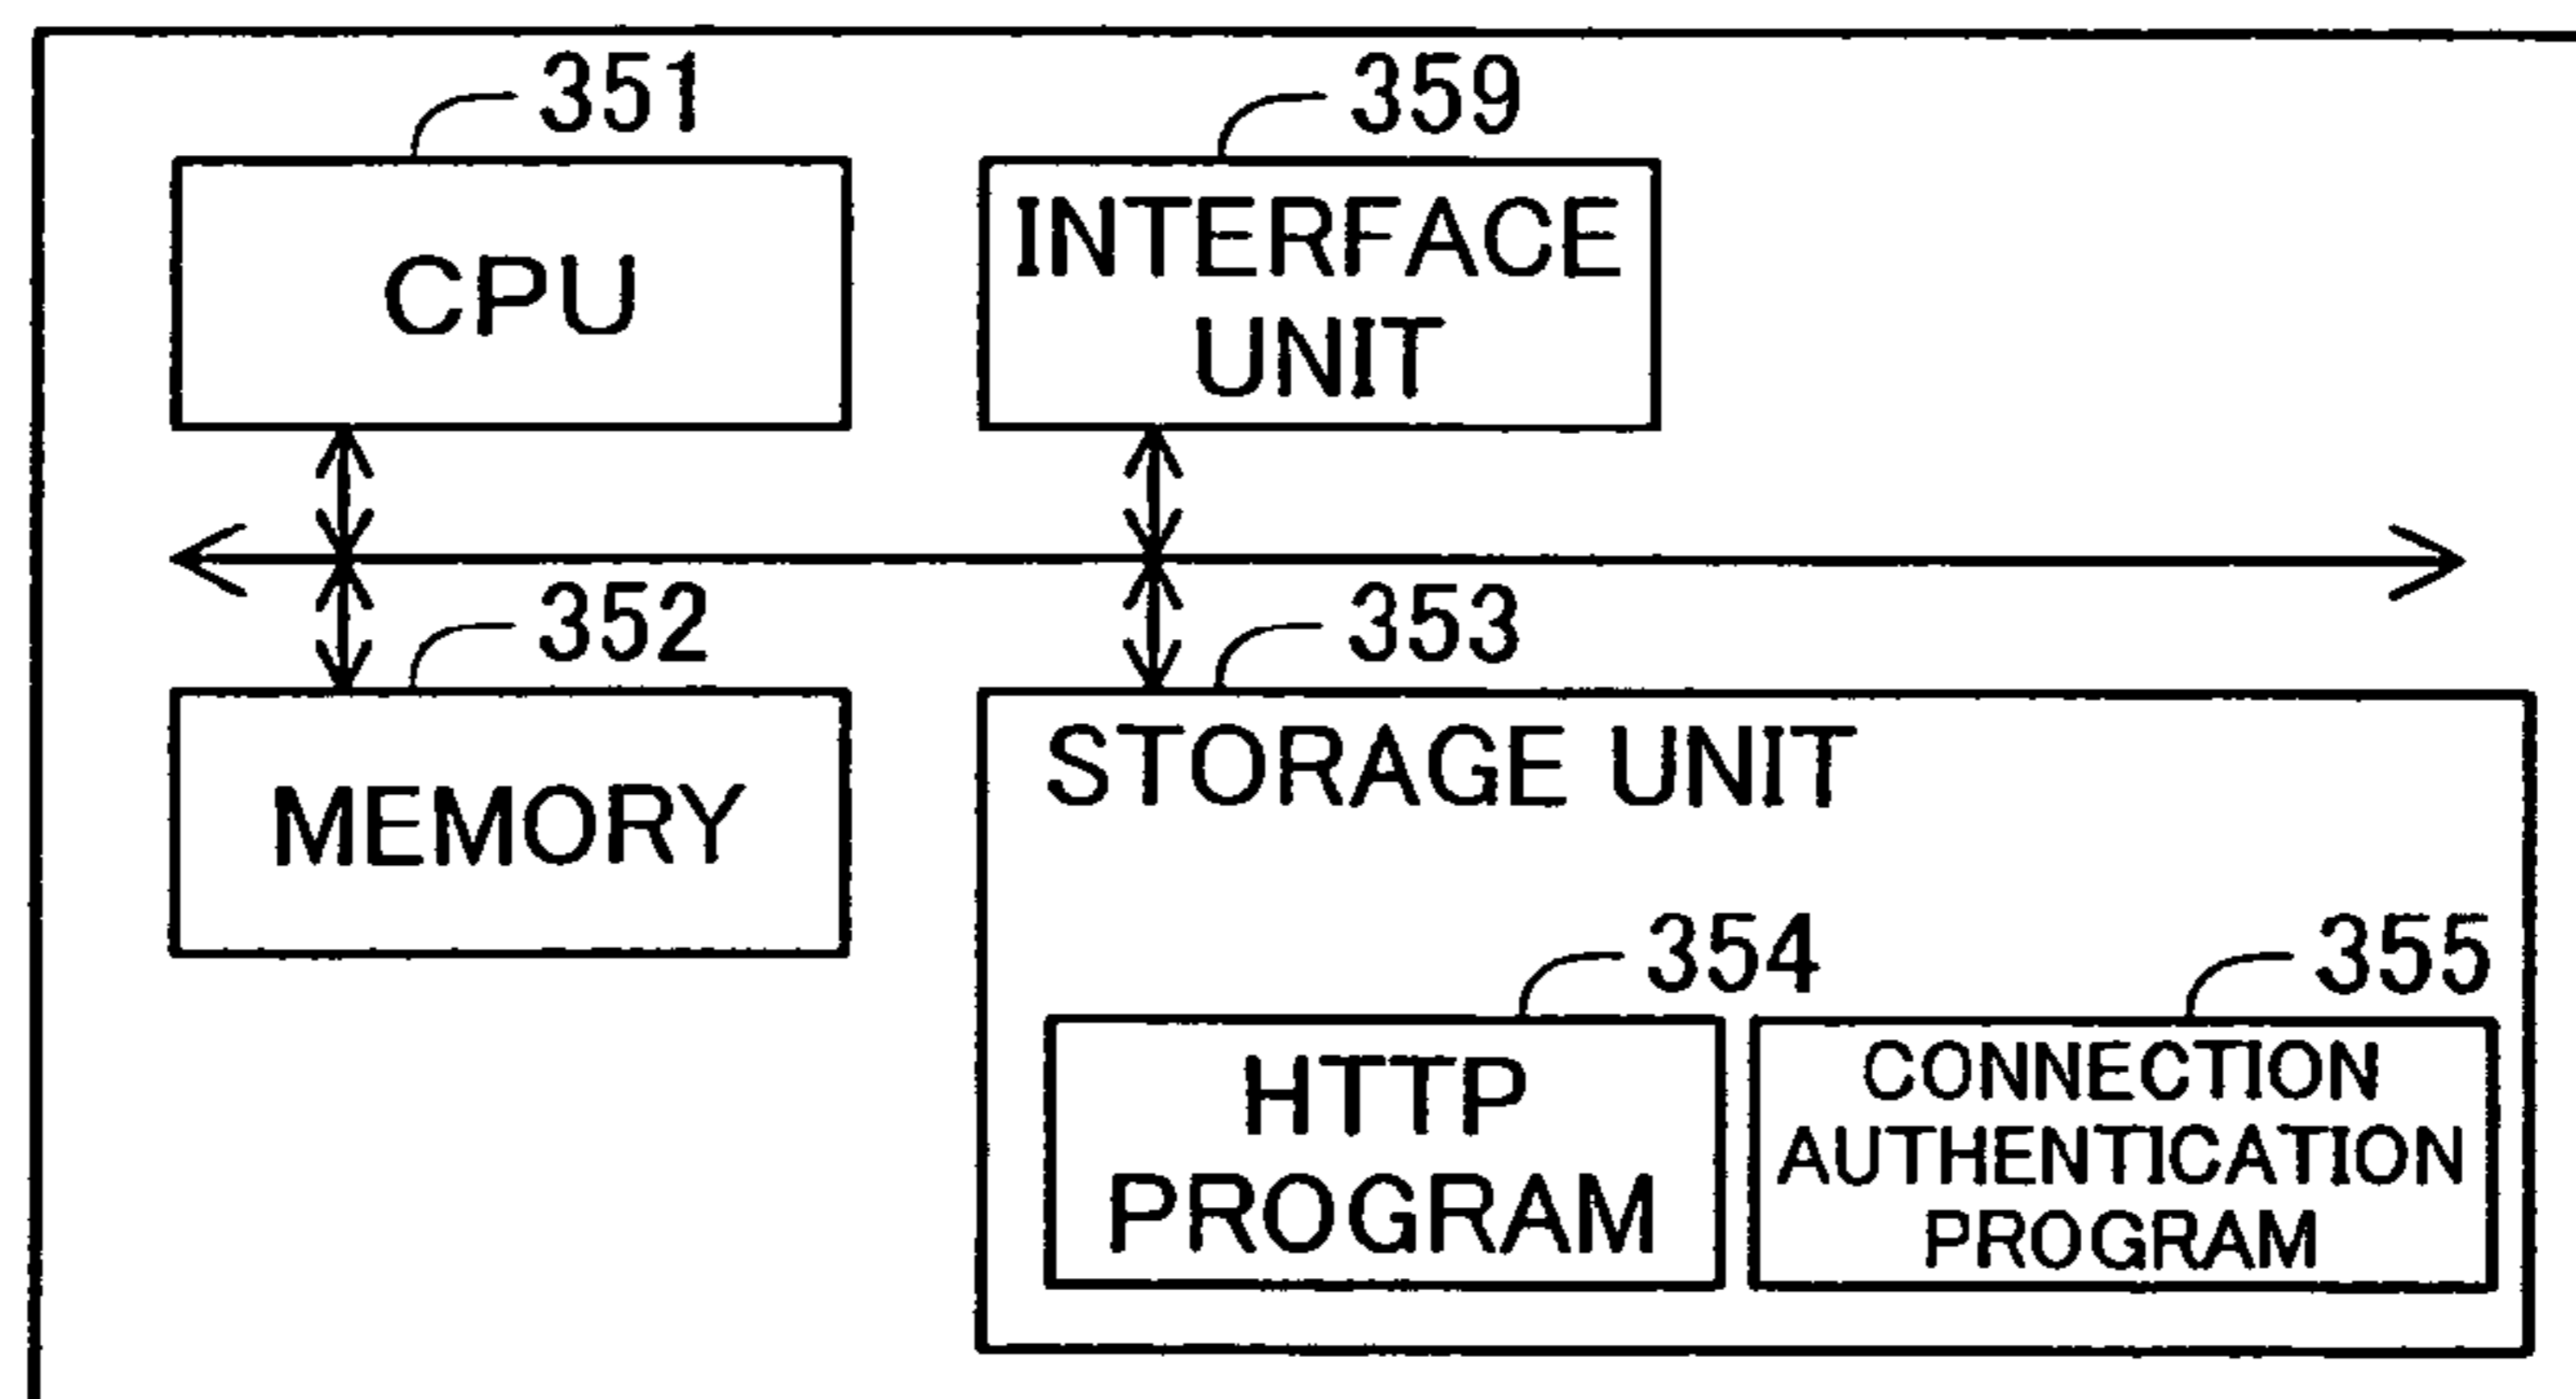 351
CPU
359
INTERFACE
UNIT
352
MEMORY
353
STORAGE UNIT
354
HTTP
PROGRAM
355
CONNECTION
AUTHENTICATION
PROGRAM